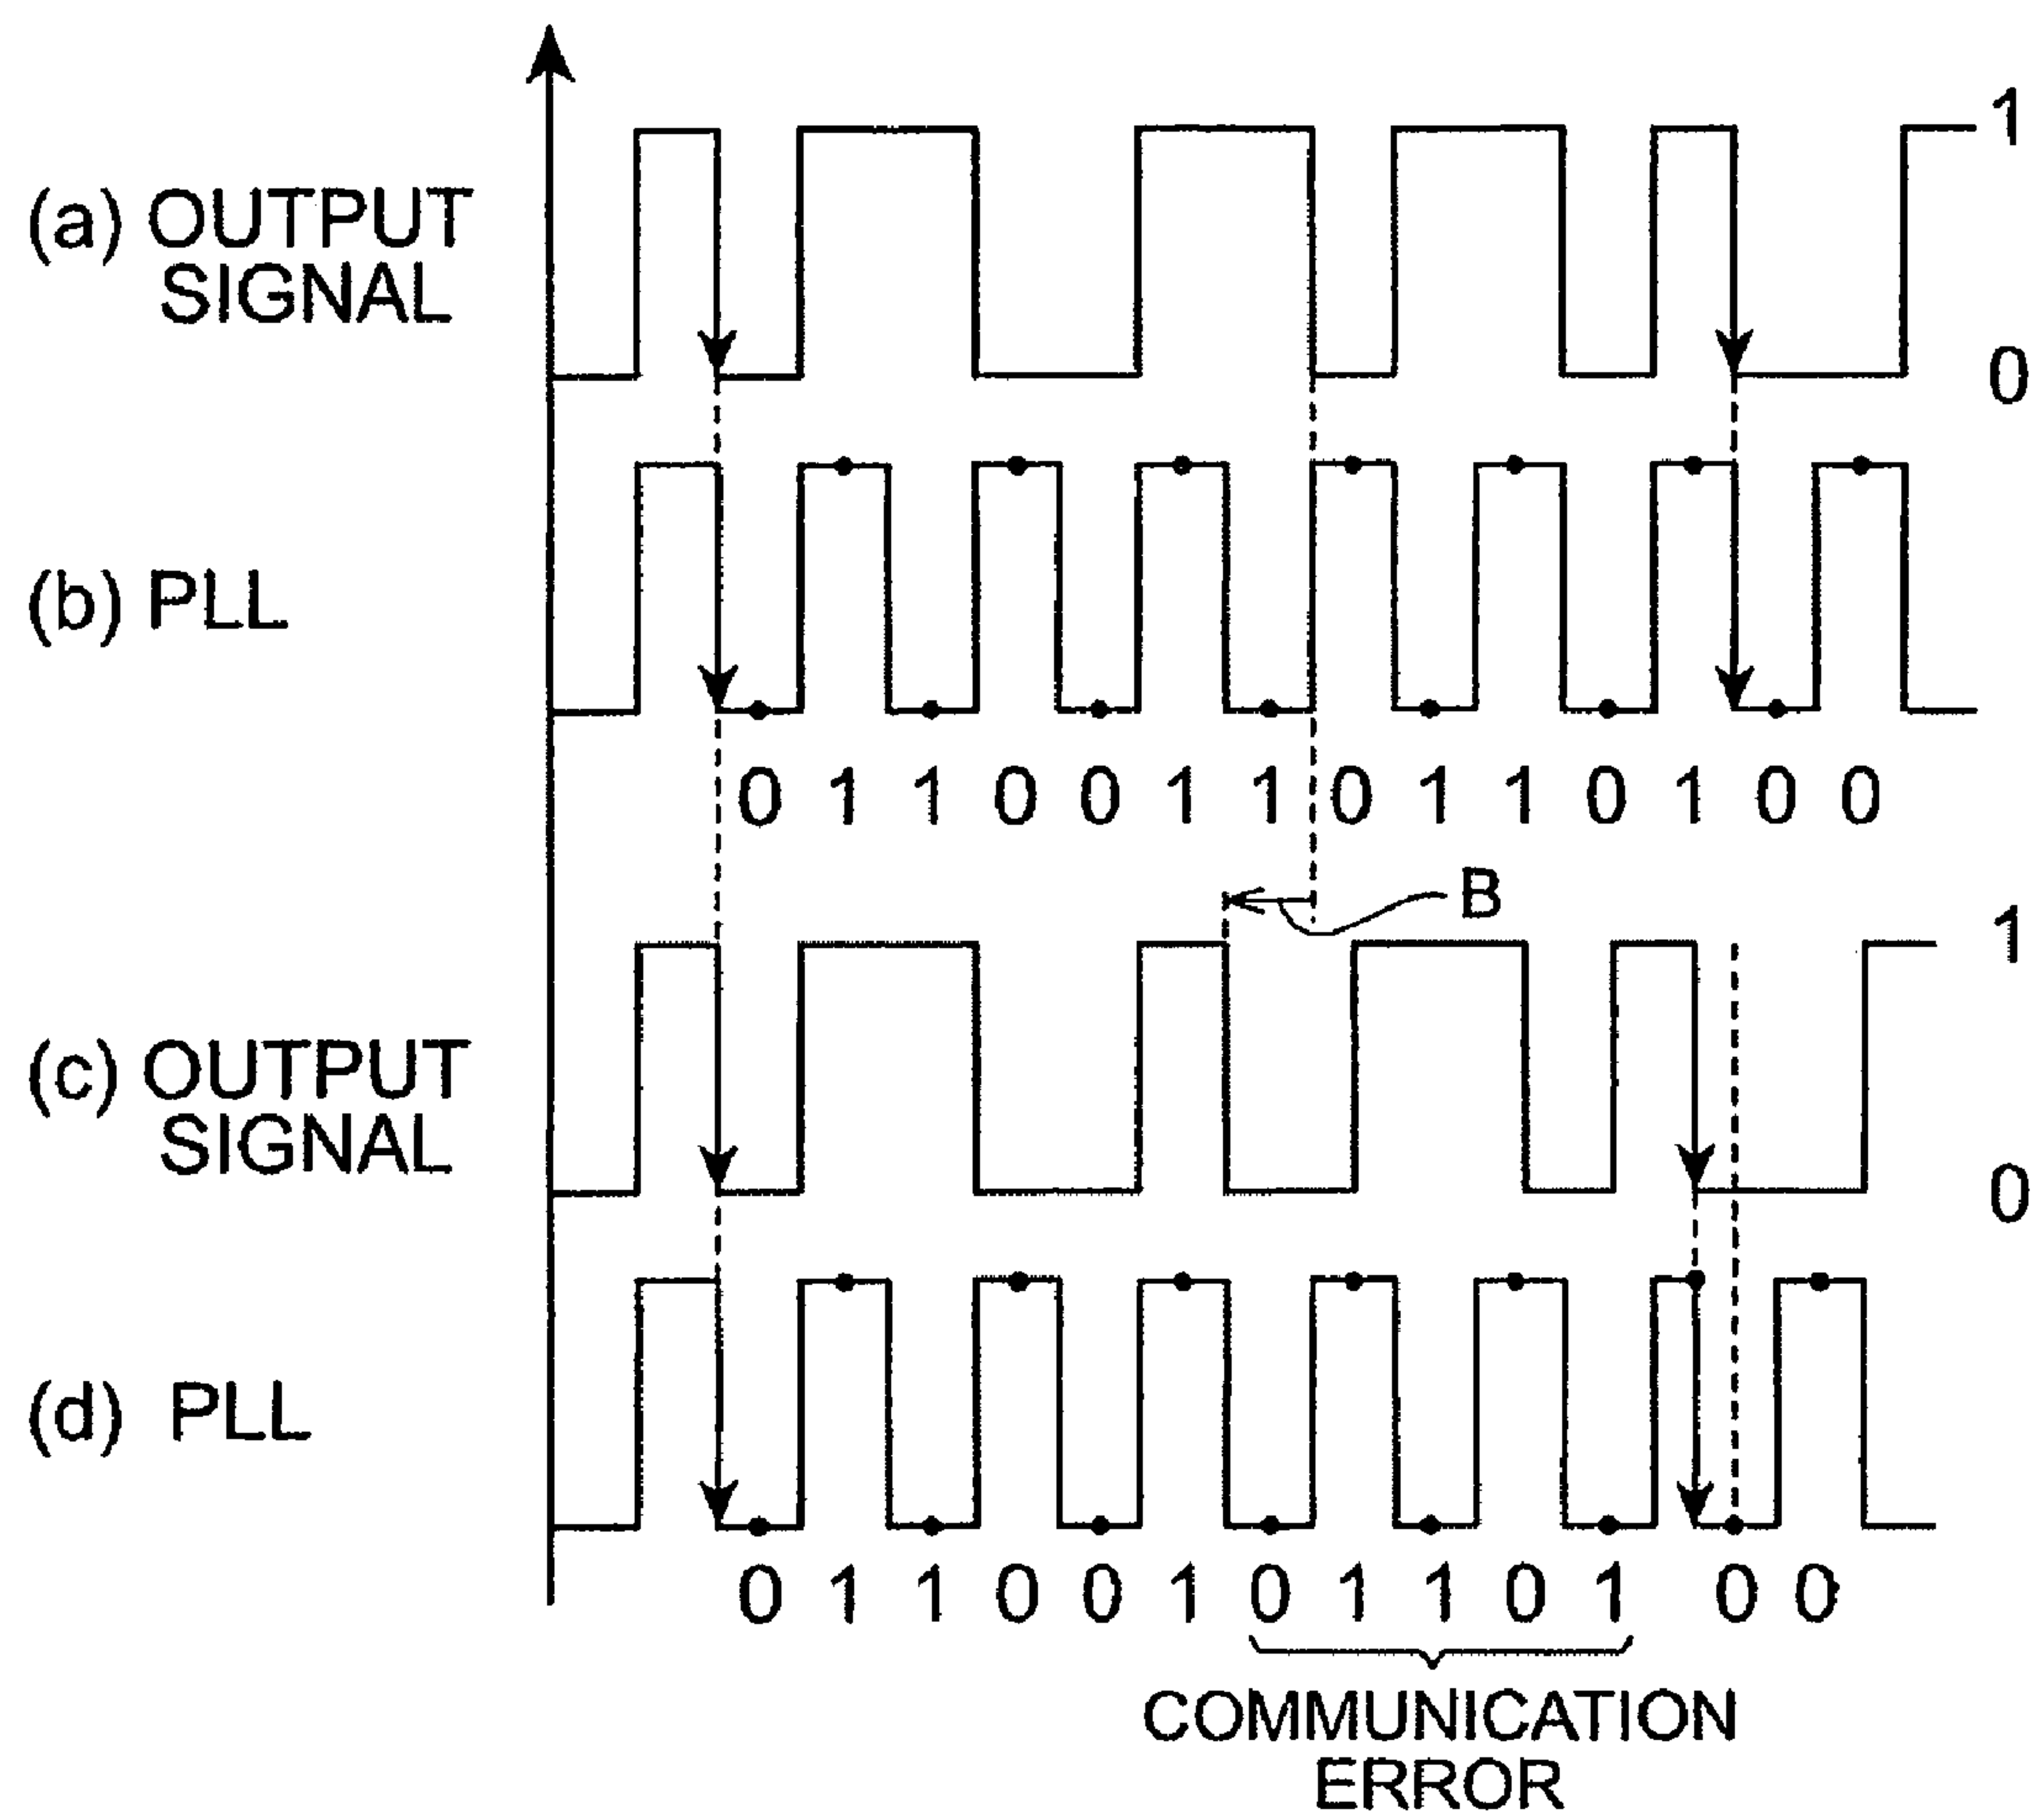 1
(a) OUTPUT
SIGNAL
0
(b) PLL
0 1 1 0 0 1 1 0 1 1 0 1 0 0
B
1
(c) OUTPUT
SIGNAL
0
(d) PLL
0 1 1 0 0 1 0 1 1 0 1 0 0
COMMUNICATION
ERROR